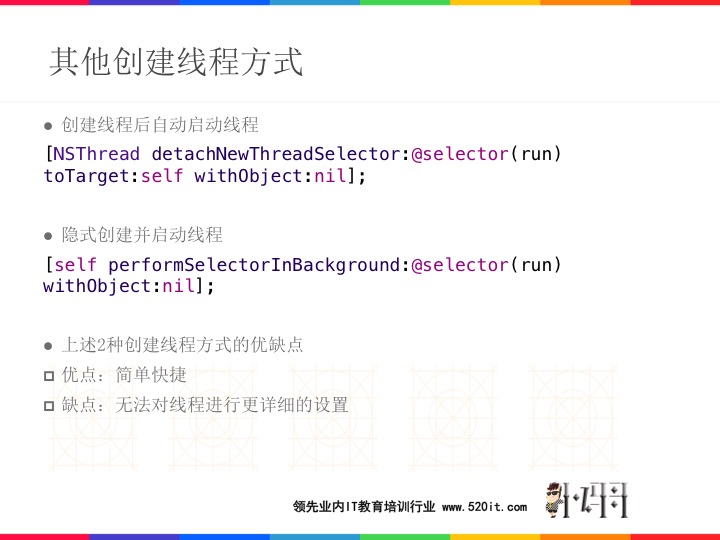 其他创建线程方式
● 创建线程后自动启动线程
[NSThread detachNewThreadSelector:@selector(run)
toTarget:self withObject:nil];
● 隐式创建并启动线程
[self performSelectorInBackground:@selector(run)
withObject:nil];
● 上述2种创建线程方式的优缺点
优点：简单快捷
缺点：无法对线程进行更详细的设置
领先业内IT教育培训行业 www.520it.com
小码哥